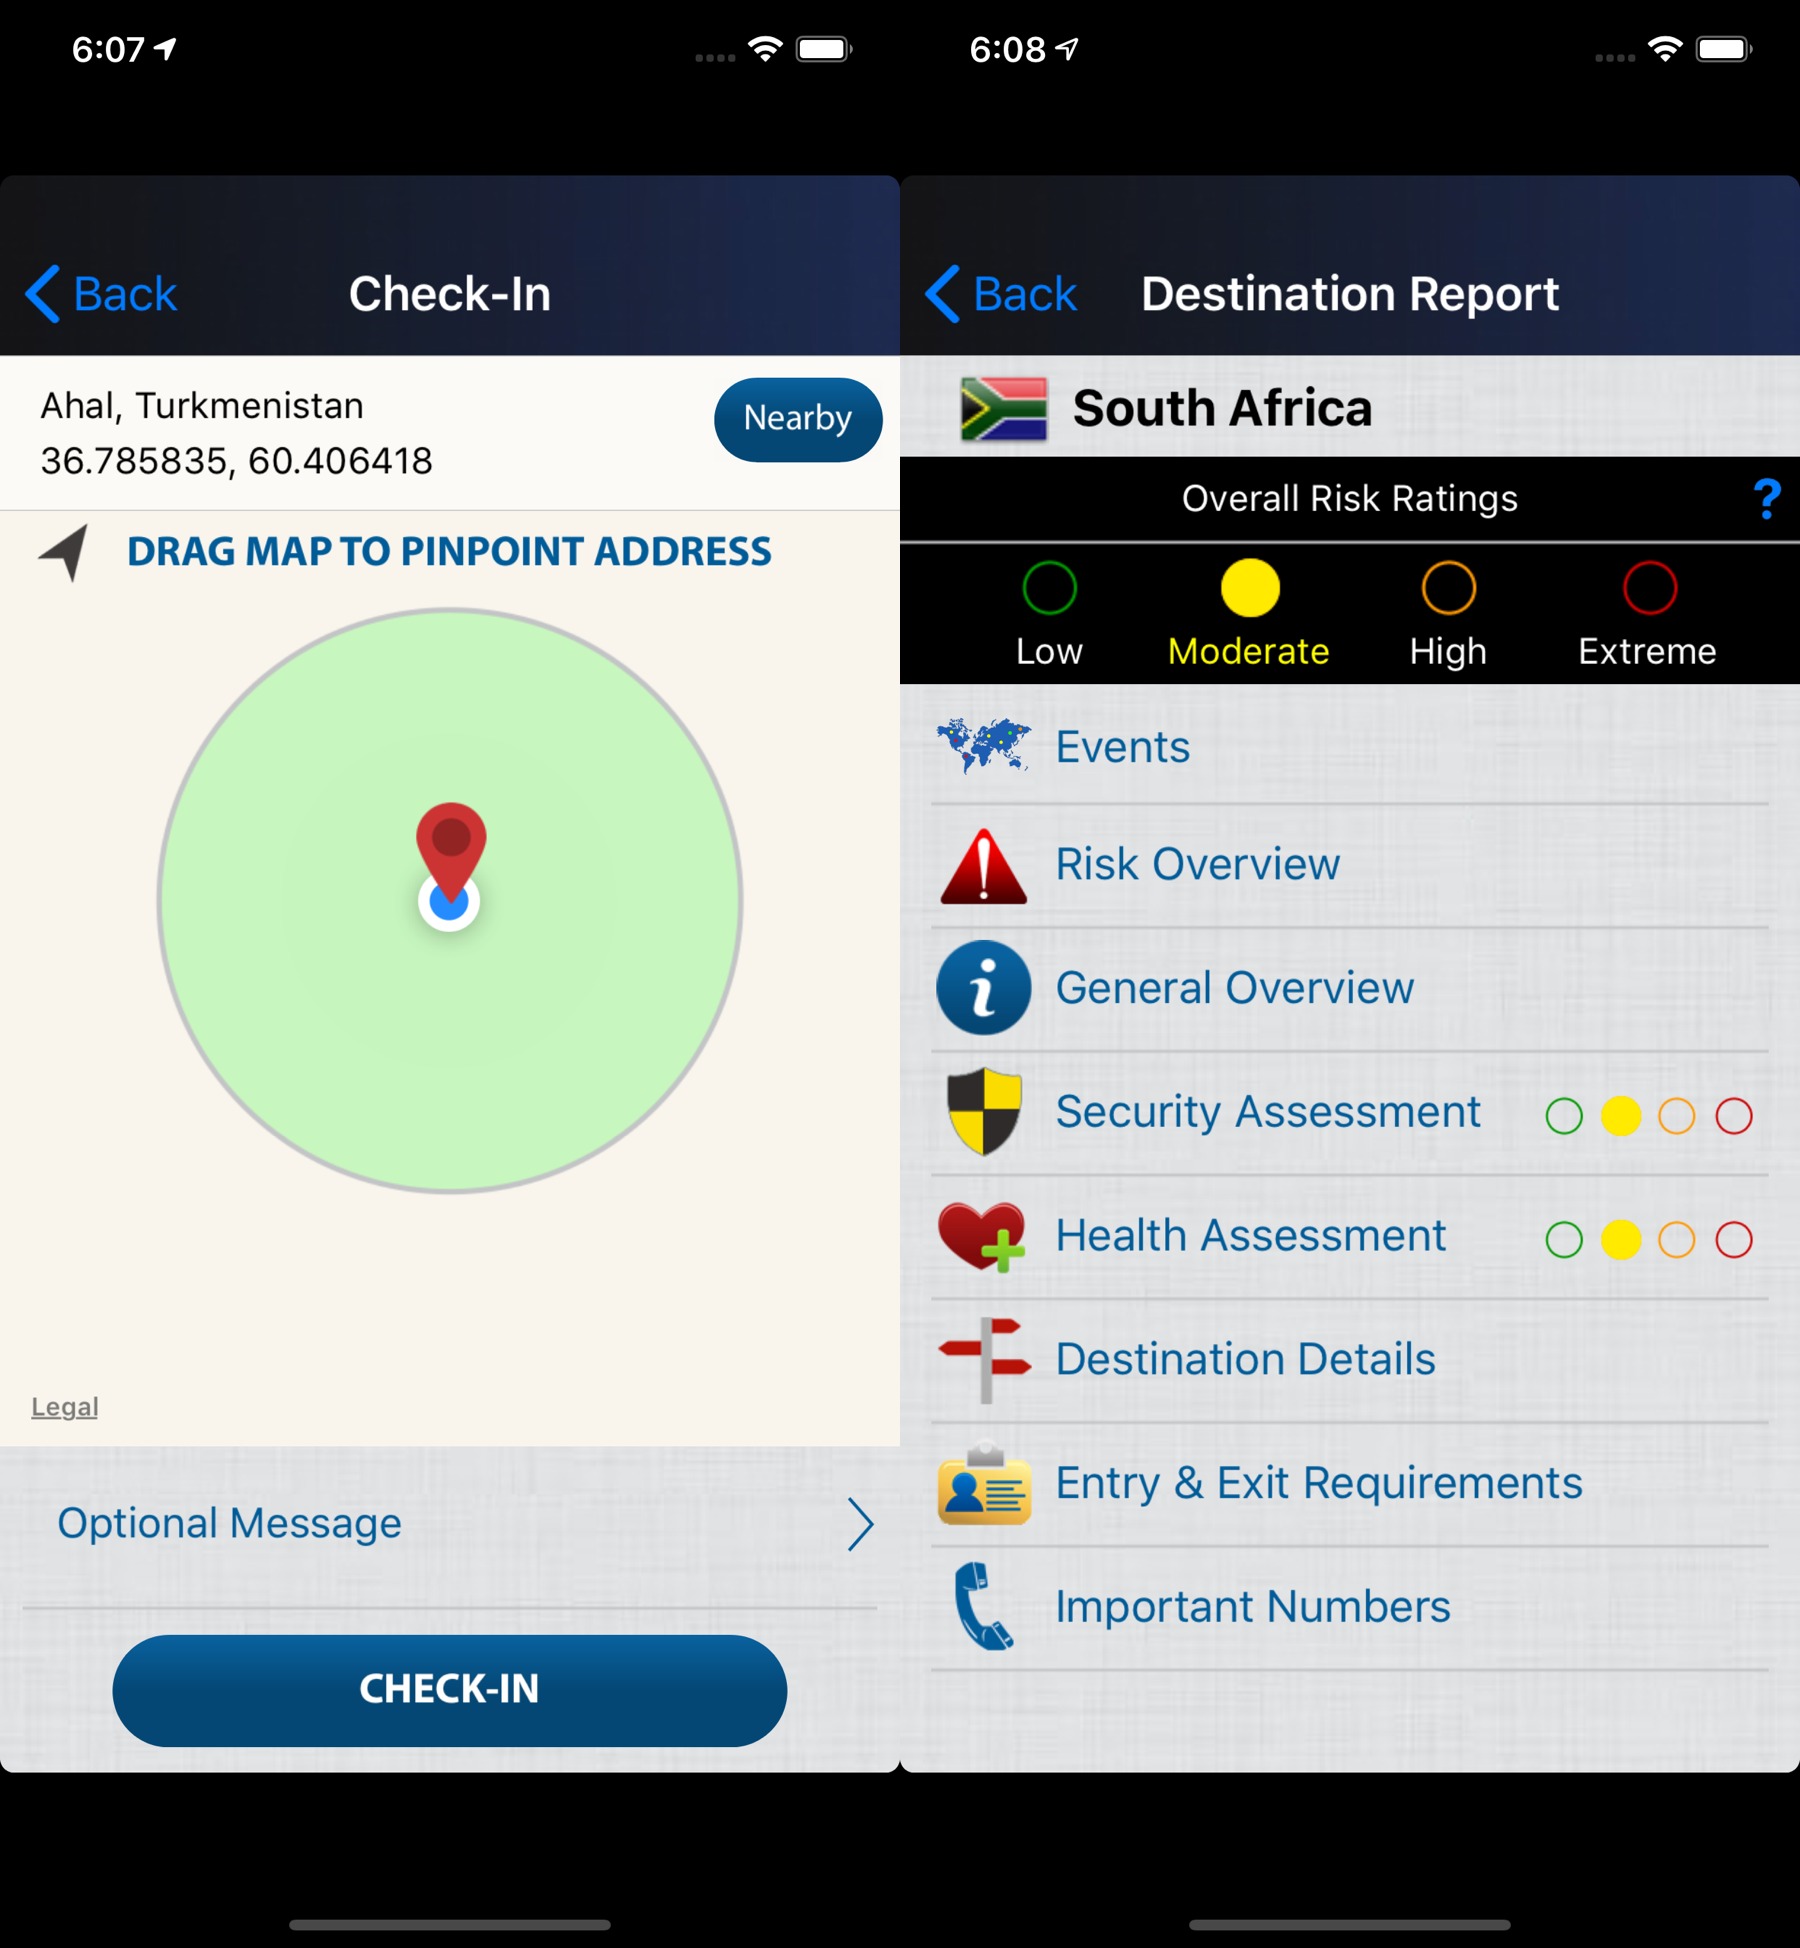 6:07
Back
Check-In
Ahal, Turkmenistan
36.785835, 60.406418
Nearby
DRAG MAP TO PINPOINT ADDRESS
Legal
Optional Message
CHECK-IN
6:08
Back
Destination Report
South Africa
Overall Risk Ratings
?
Low
Moderate
High
Extreme
Events
Risk Overview
General Overview
Security Assessment
Health Assessment
Destination Details
Entry & Exit Requirements
Important Numbers